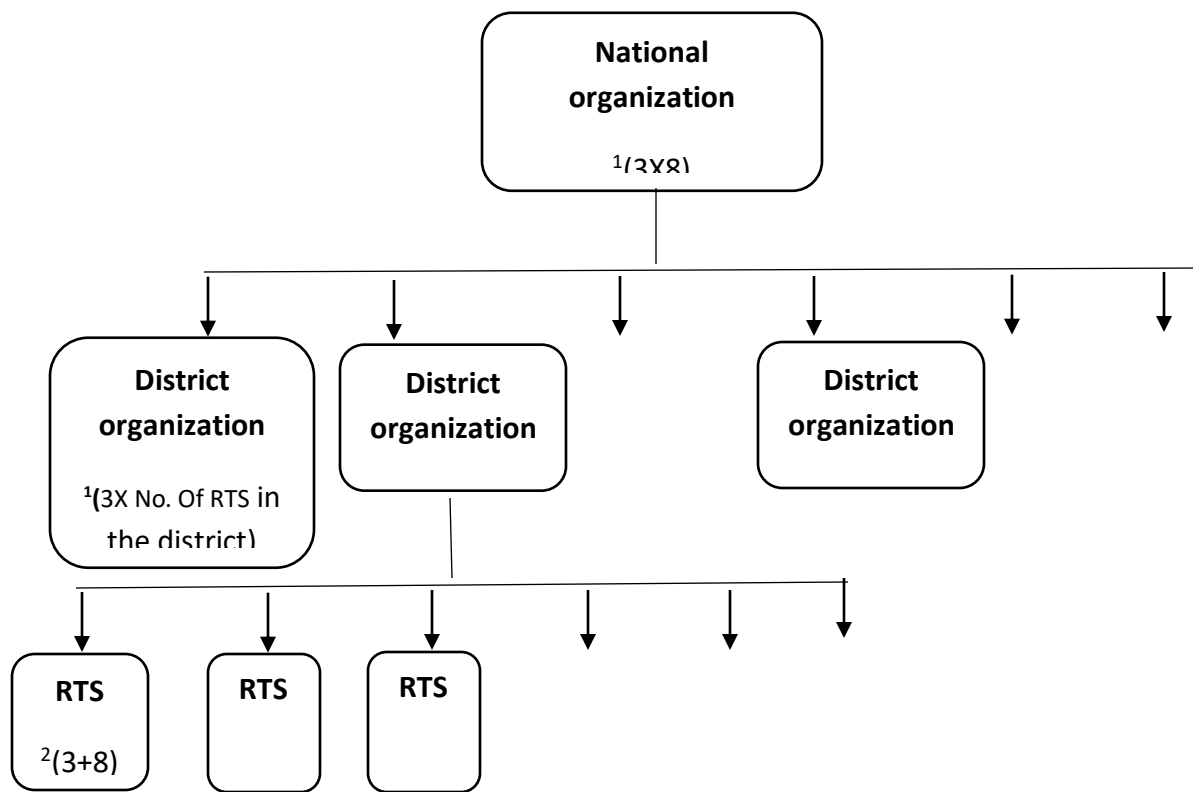 National
organization
¹(3X8)
District
organization
¹(3X No. Of RTS in
the district)
District
organization
District
organization
RTS
²(3+8)
RTS
RTS